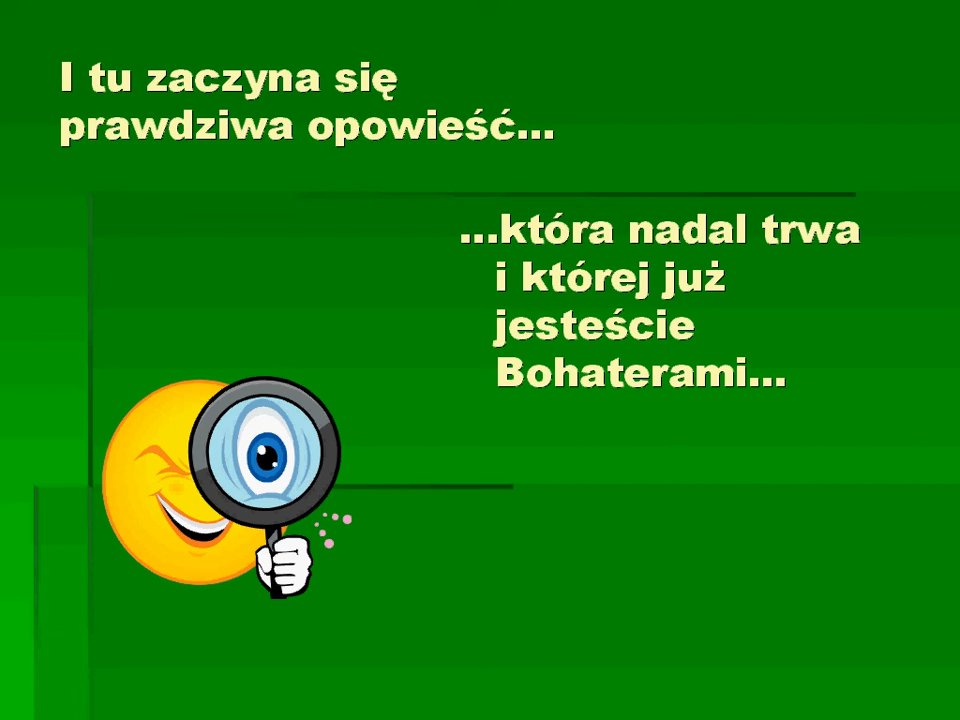 I tu zaczyna się
prawdziwa opowieść...
...która nadal trwa
i której już
jesteście
Bohaterami...